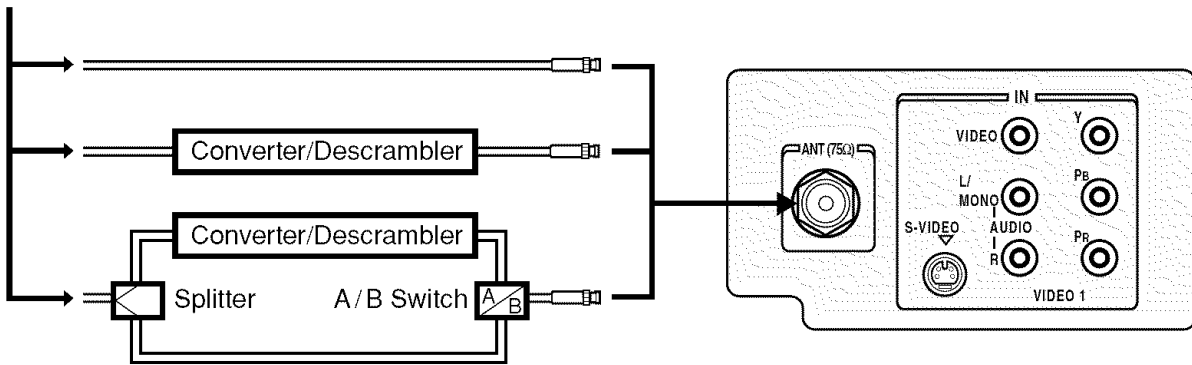 Converter/Descrambler
Converter/Descrambler
Splitter
A/B Switch
A
B
ANT (75Ω)
IN
VIDEO
Y
L/
MONO
PB
S-VIDEO
AUDIO
R
PR
VIDEO 1